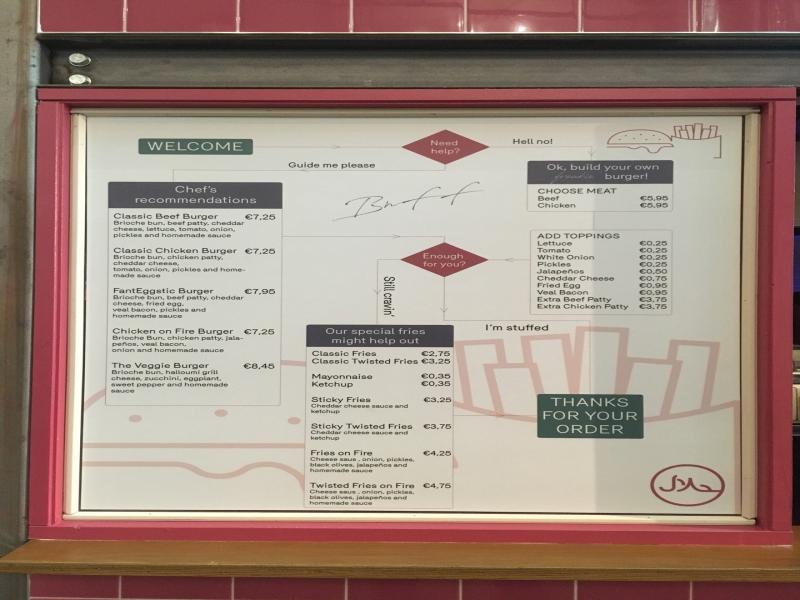 WELCOME
Need
help?
Hell no!
Guide me please
Chef's
recommendations
Classic Beef Burger €7,25
Brioche bun, beef patty, cheddar
cheese, lettuce, tomato, onion,
pickles and homemade sauce
Classic Chicken Burger €7,25
Brioche bun, chicken patty,
cheddar cheese,
tomato, onion, pickles and home-
made sauce
FantEggstic Burger €7,95
Brioche bun, beef patty, cheddar
cheese, fried egg,
veal bacon, pickles and
homemade sauce
Chicken on Fire Burger €7,25
Brioche Bun, chicken patty, jala-
peños, veal bacon,
onion and homemade sauce
The Veggie Burger €8,45
Brioche bun, halloumi grill
cheese, zucchini, eggplant,
sweet pepper and homemade
sauce
Buff
Ok, build your own
burger!
CHOOSE MEAT
Beef €5,95
Chicken €5,95
ADD TOPPINGS
Lettuce €0,25
Tomato €0,25
White Onion €0,25
Pickles €0,25
Jalapeños €0,50
Cheddar Cheese €0,75
Fried Egg €0,95
Veal Bacon €0,95
Extra Beef Patty €3,75
Extra Chicken Patty €3,75
Enough
for you?
Still cravin'
I'm stuffed
Our special fries
might help out
Classic Fries €2,75
Classic Twisted Fries €3,25
Mayonnaise €0,35
Ketchup €0,35
Sticky Fries €3,25
Cheddar cheese sauce and
ketchup
Sticky Twisted Fries €3,75
Cheddar cheese sauce and
ketchup
Fries on Fire €4,25
Cheese saus , onion, pickles,
black olives, jalapeños and
homemade sauce
Twisted Fries on Fire €4,75
Cheese saus , onion, pickles,
black olives, jalapeños and
homemade sauce
THANKS
FOR YOUR
ORDER
حلال